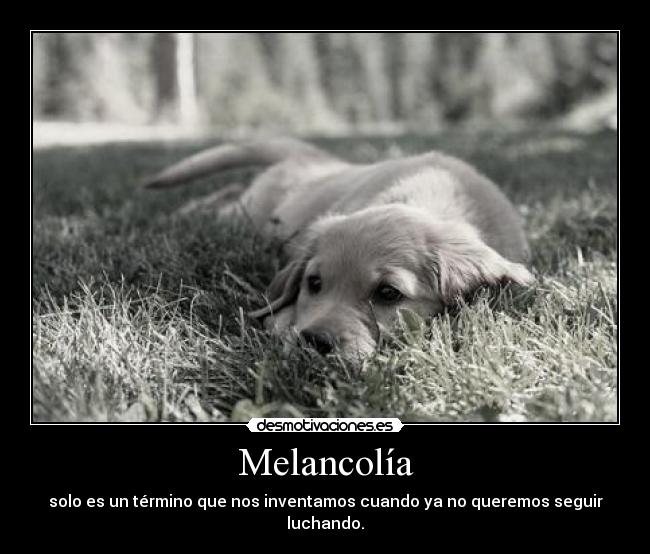 desmotivaciones.es
Melancolía
solo es un término que nos inventamos cuando ya no queremos seguir
luchando.